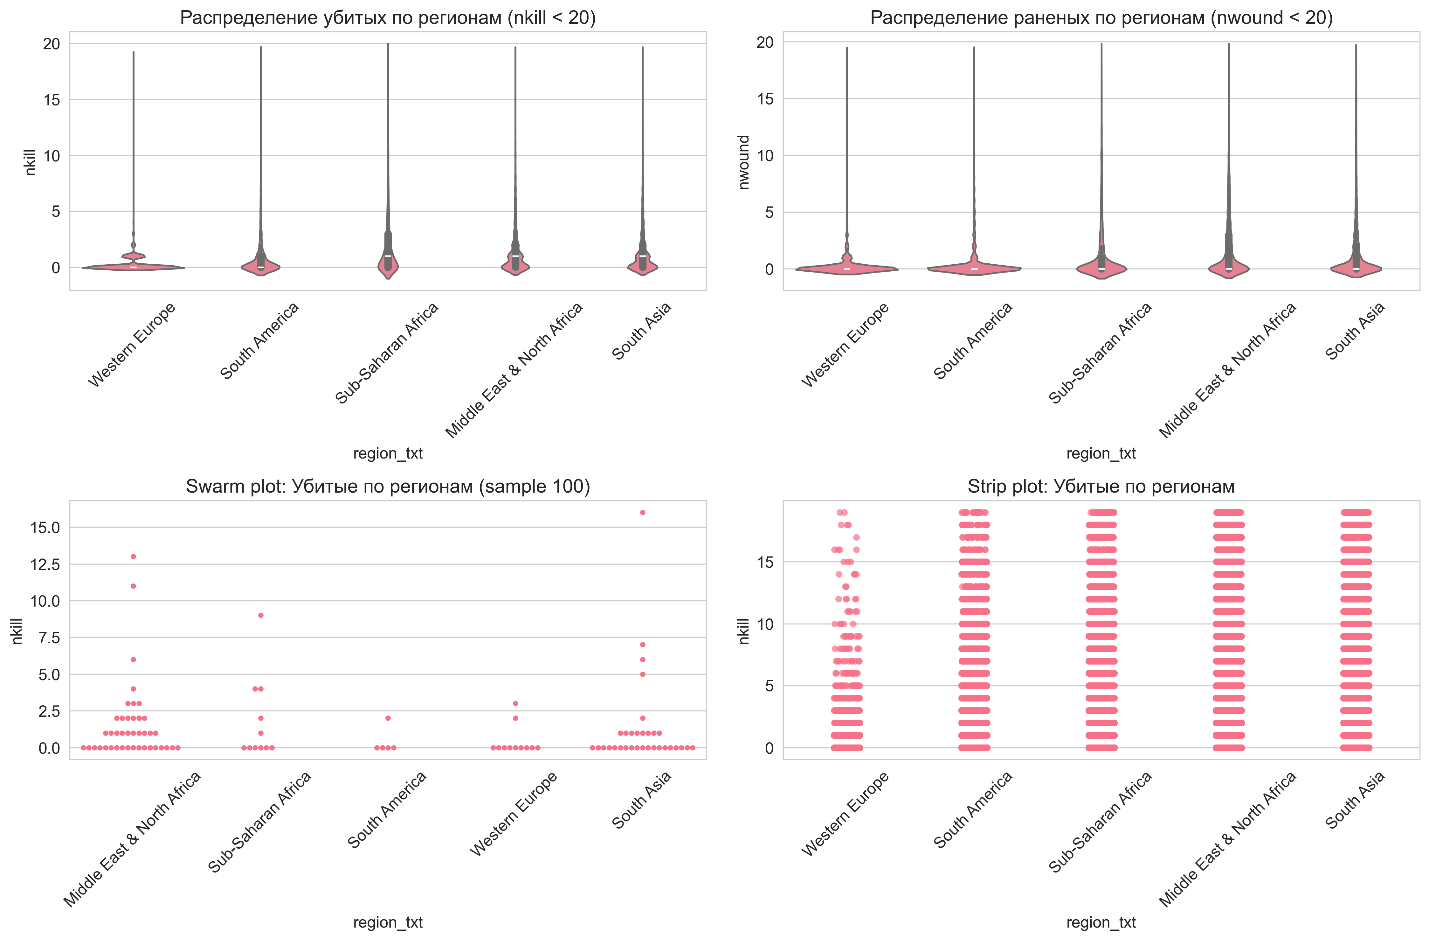 Распределение убитых по регионам (nkill < 20)
20
15
10
5
0
nkill
Western Europe
South America
Sub-Saharan Africa
Middle East & North Africa
South Asia
region_txt
Распределение раненых по регионам (nwound < 20)
20
15
10
5
0
nwound
Western Europe
South America
Sub-Saharan Africa
Middle East & North Africa
South Asia
region_txt
Swarm plot: Убитые по регионам (sample 100)
15.0
12.5
10.0
7.5
5.0
2.5
0.0
nkill
Middle East & North Africa
Sub-Saharan Africa
South America
Western Europe
South Asia
region_txt
Strip plot: Убитые по регионам
15
10
5
0
nkill
Western Europe
South America
Sub-Saharan Africa
Middle East & North Africa
South Asia
region_txt